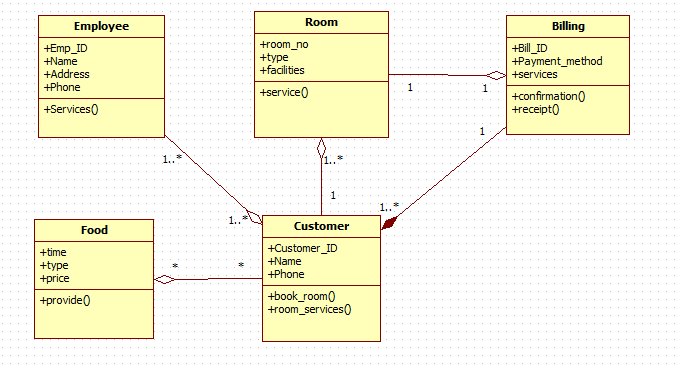 Employee
+Emp_ID
+Name
+Address
+Phone
+Services()
Room
+room_no
+type
+facilities
+service()
Billing
+Bill_ID
+Payment_method
+services
+confirmation()
+receipt()
1
1
1..*
1..*
1
1
1..*
1..*
Food
+time
+type
+price
+provide()
*
*
Customer
+Customer_ID
+Name
+Phone
+book_room()
+room_services()